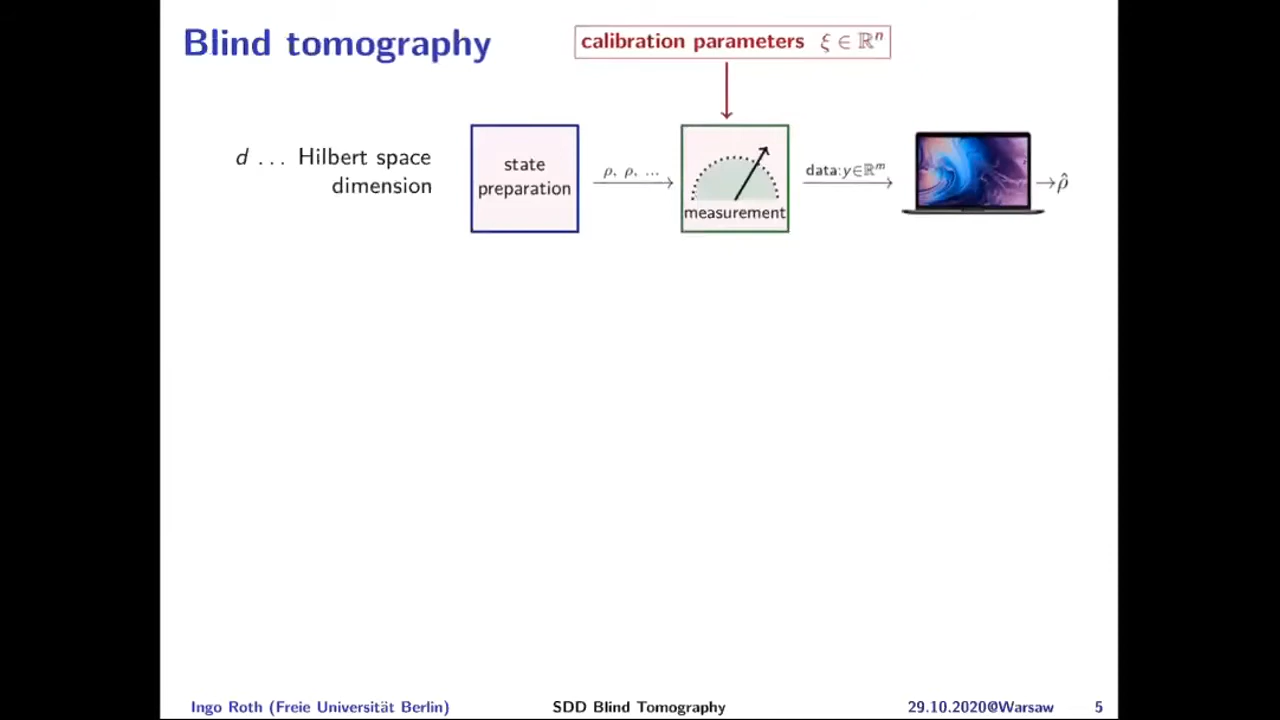 Blind tomography
calibration parameters ξ ∈ ℝⁿ
d ... Hilbert space
dimension
state
preparation
ρ, ρ, ...
measurement
data:y∈ℝᵐ
→ρ̂
Ingo Roth (Freie Universität Berlin)
SDD Blind Tomography
29.10.2020@Warsaw
5